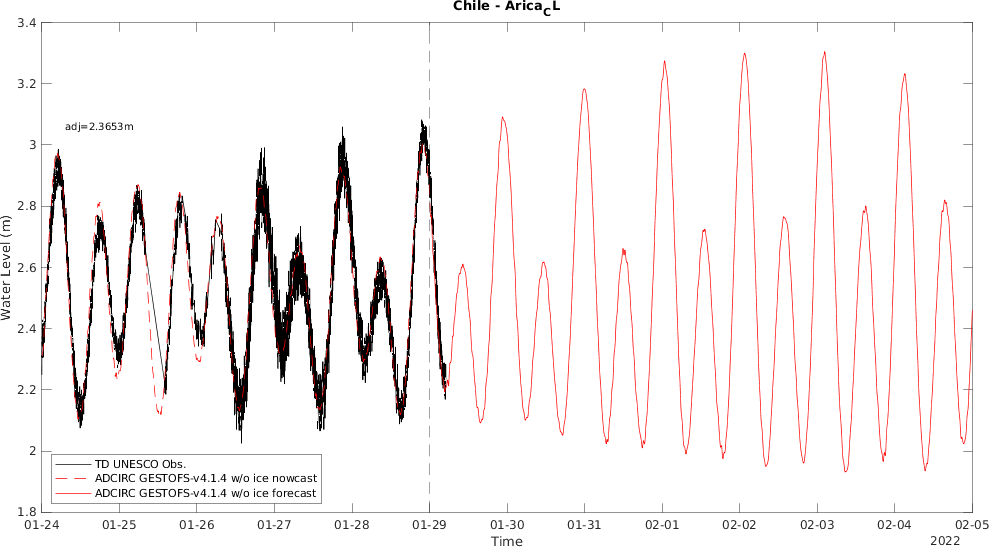 Chile - Arica_CL
adj=2.3653m
Water Level (m)
3.4
3.2
3
2.8
2.6
2.4
2.2
2
1.8
TD UNESCO Obs.
ADCIRC GESTOFS-v4.1.4 w/o ice nowcast
ADCIRC GESTOFS-v4.1.4 w/o ice forecast
01-24 01-25 01-26 01-27 01-28 01-29 01-30 01-31 02-01 02-02 02-03 02-04 02-05
Time
2022